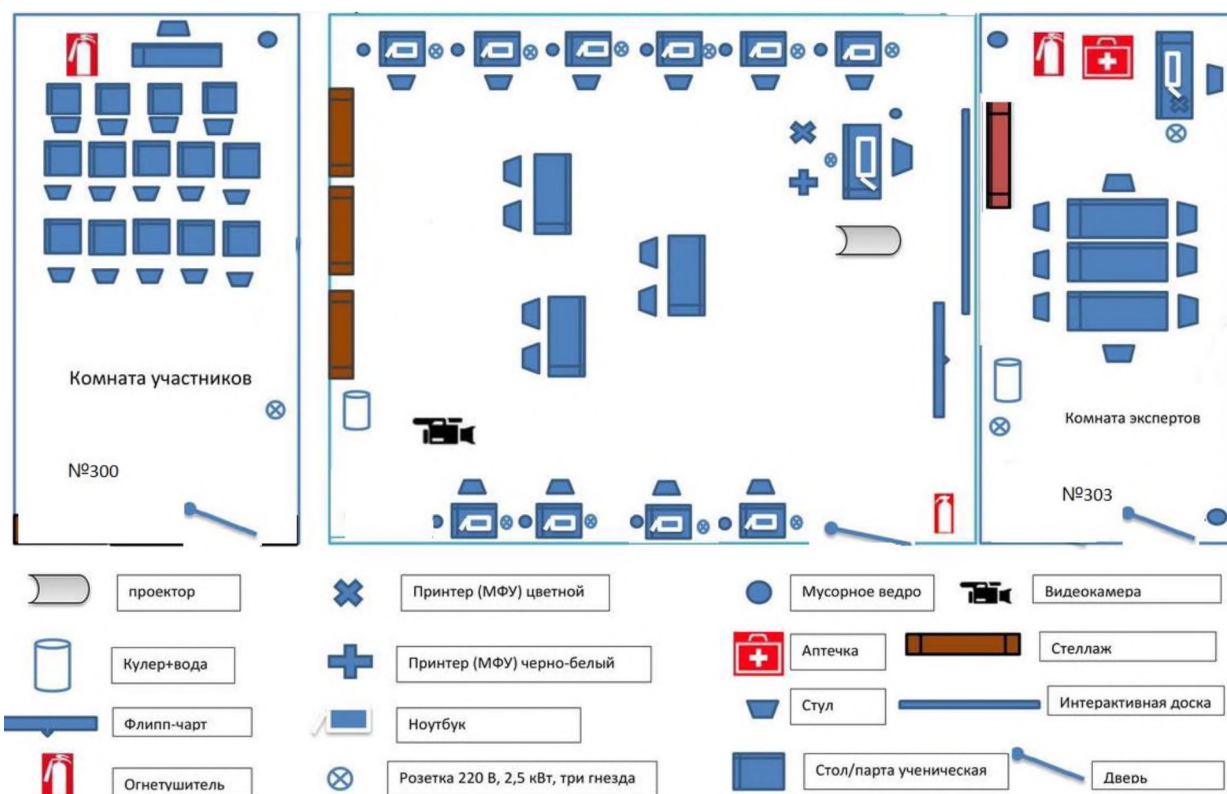 Комната участников
№300
Комната экспертов
№303
проектор
Принтер (МФУ) цветной
Мусорное ведро
Видеокамера
Кулер+вода
Принтер (МФУ) черно-белый
Аптечка
Стеллаж
Флипп-чарт
Ноутбук
Стул
Интерактивная доска
Огнетушитель
Розетка 220 В, 2,5 кВт, три гнезда
Стол/парта ученическая
Дверь